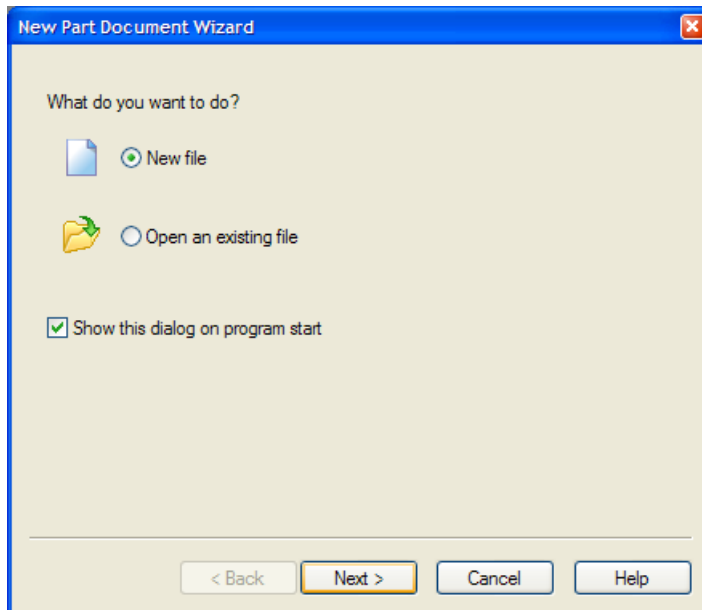 New Part Document Wizard
What do you want to do?
New file
Open an existing file
Show this dialog on program start
< Back Next > Cancel Help